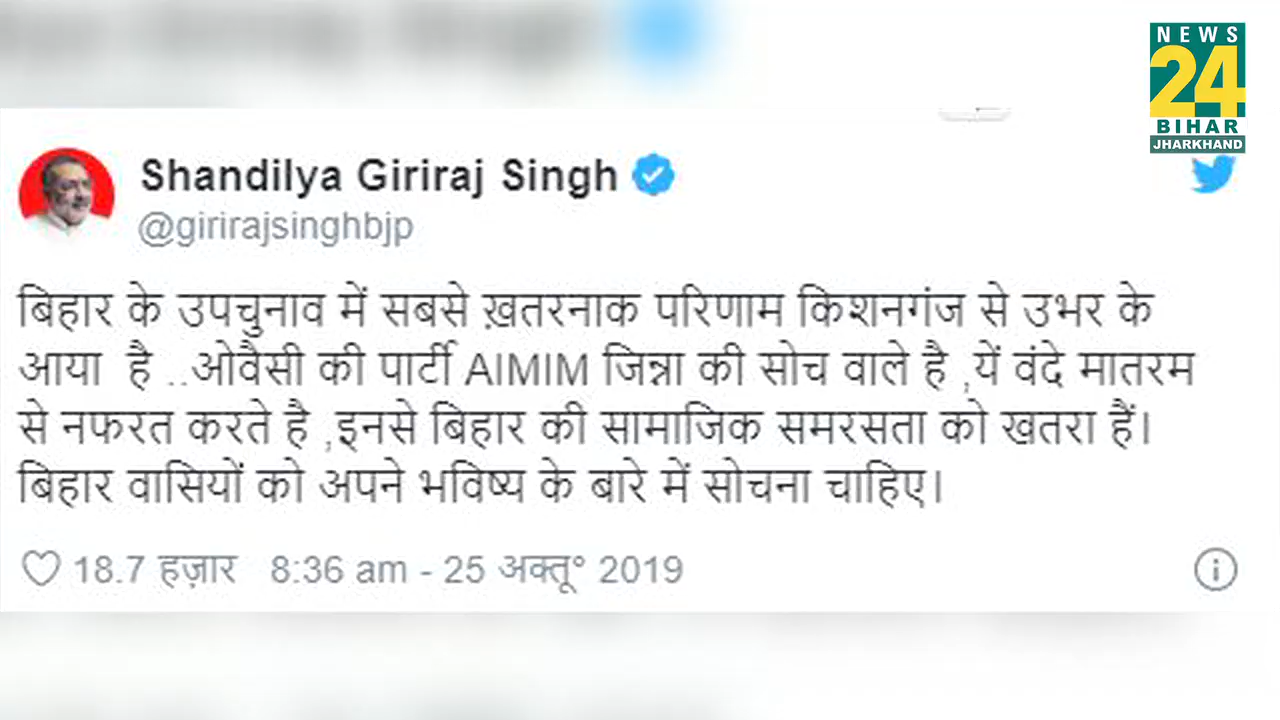 NEWS
24
BIHAR
JHARKHAND
Shandilya Giriraj Singh
@girirajsinghbjp
बिहार के उपचुनाव में सबसे ख़तरनाक परिणाम किशनगंज से उभर के
आया है ..ओवैसी की पार्टी AIMIM जिन्ना की सोच वाले है ,यें वंदे मातरम
से नफरत करते है ,इनसे बिहार की सामाजिक समरसता को खतरा हैं।
बिहार वासियों को अपने भविष्य के बारे में सोचना चाहिए।
18.7 हज़ार 8:36 am - 25 अक्तू॰ 2019